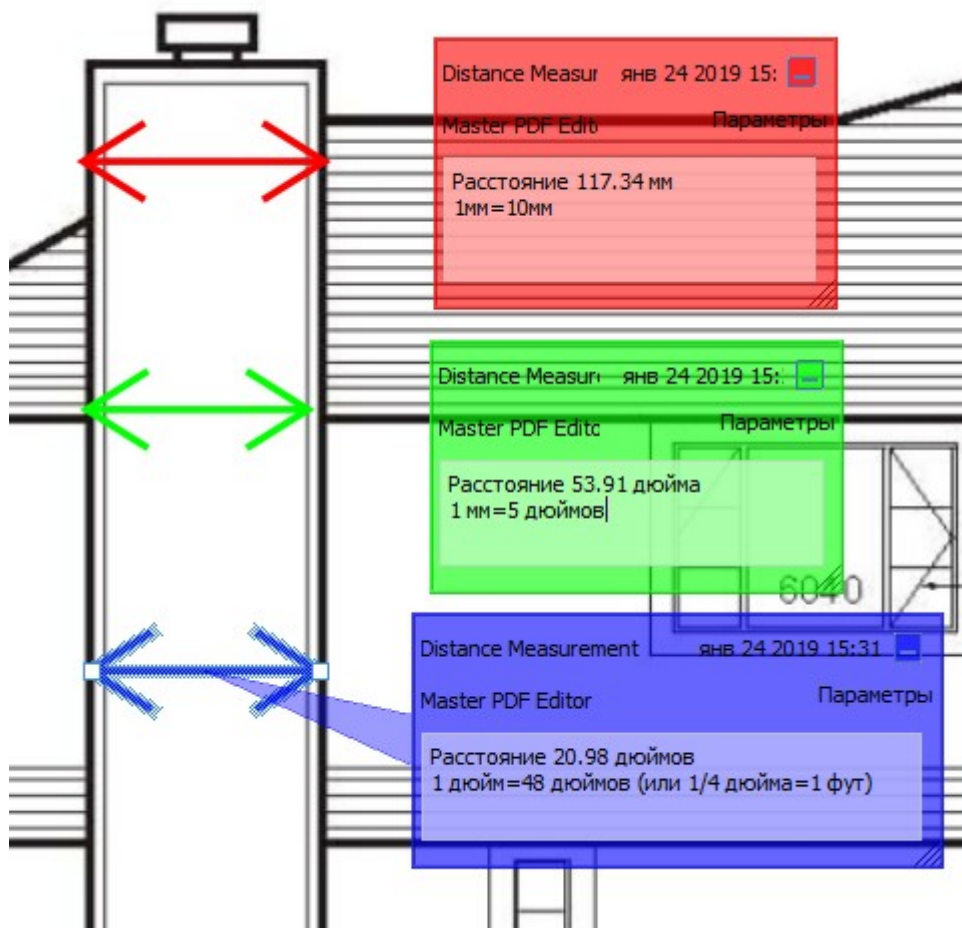 Distance Measur янв 24 2019 15:
Master PDF Edit Параметры
Расстояние 117.34 мм
1мм=10мм
Distance Measur янв 24 2019 15:
Master PDF Editc Параметры
Расстояние 53.91 дюйма
1 мм=5 дюймов
6040
Distance Measurement янв 24 2019 15:31
Master PDF Editor Параметры
Расстояние 20.98 дюймов
1 дюйм=48 дюймов (или 1/4 дюйма=1 фут)